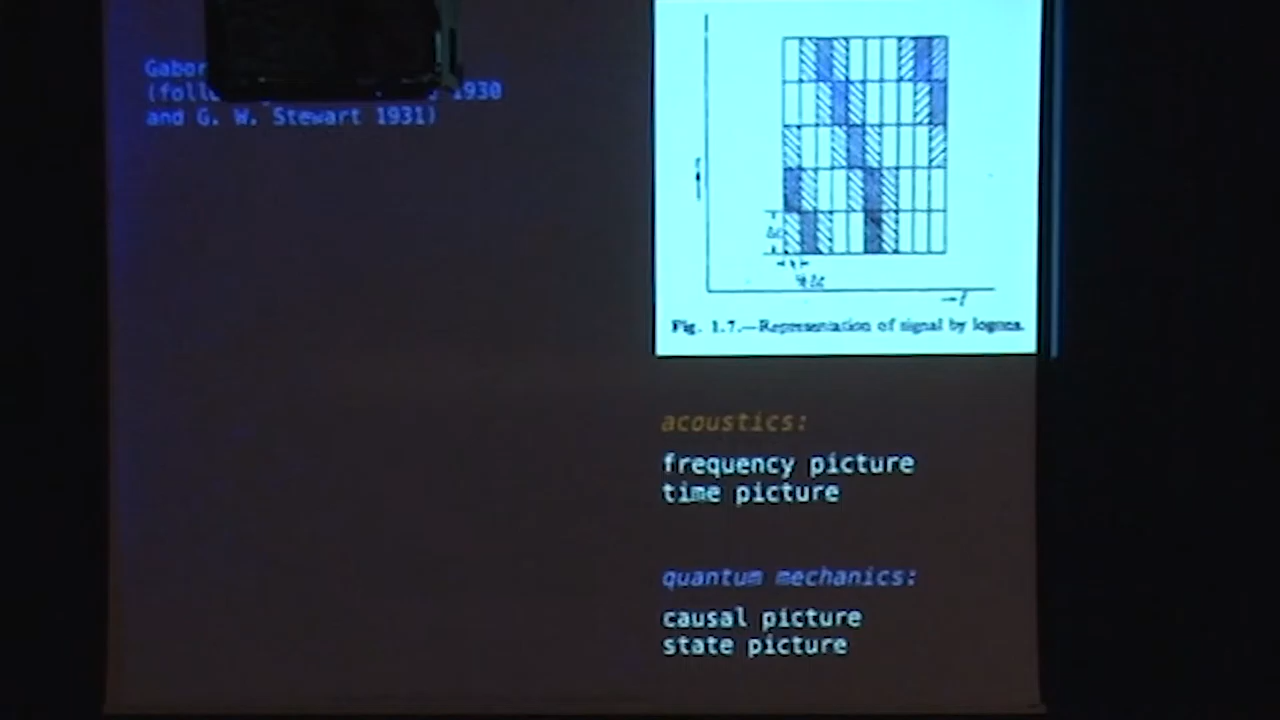 Gabor
1930
and G. W. Stewart 1931)
Fig. 1.7.—Representation of signal by logons.
acoustics:
frequency picture
time picture
quantum mechanics:
causal picture
state picture